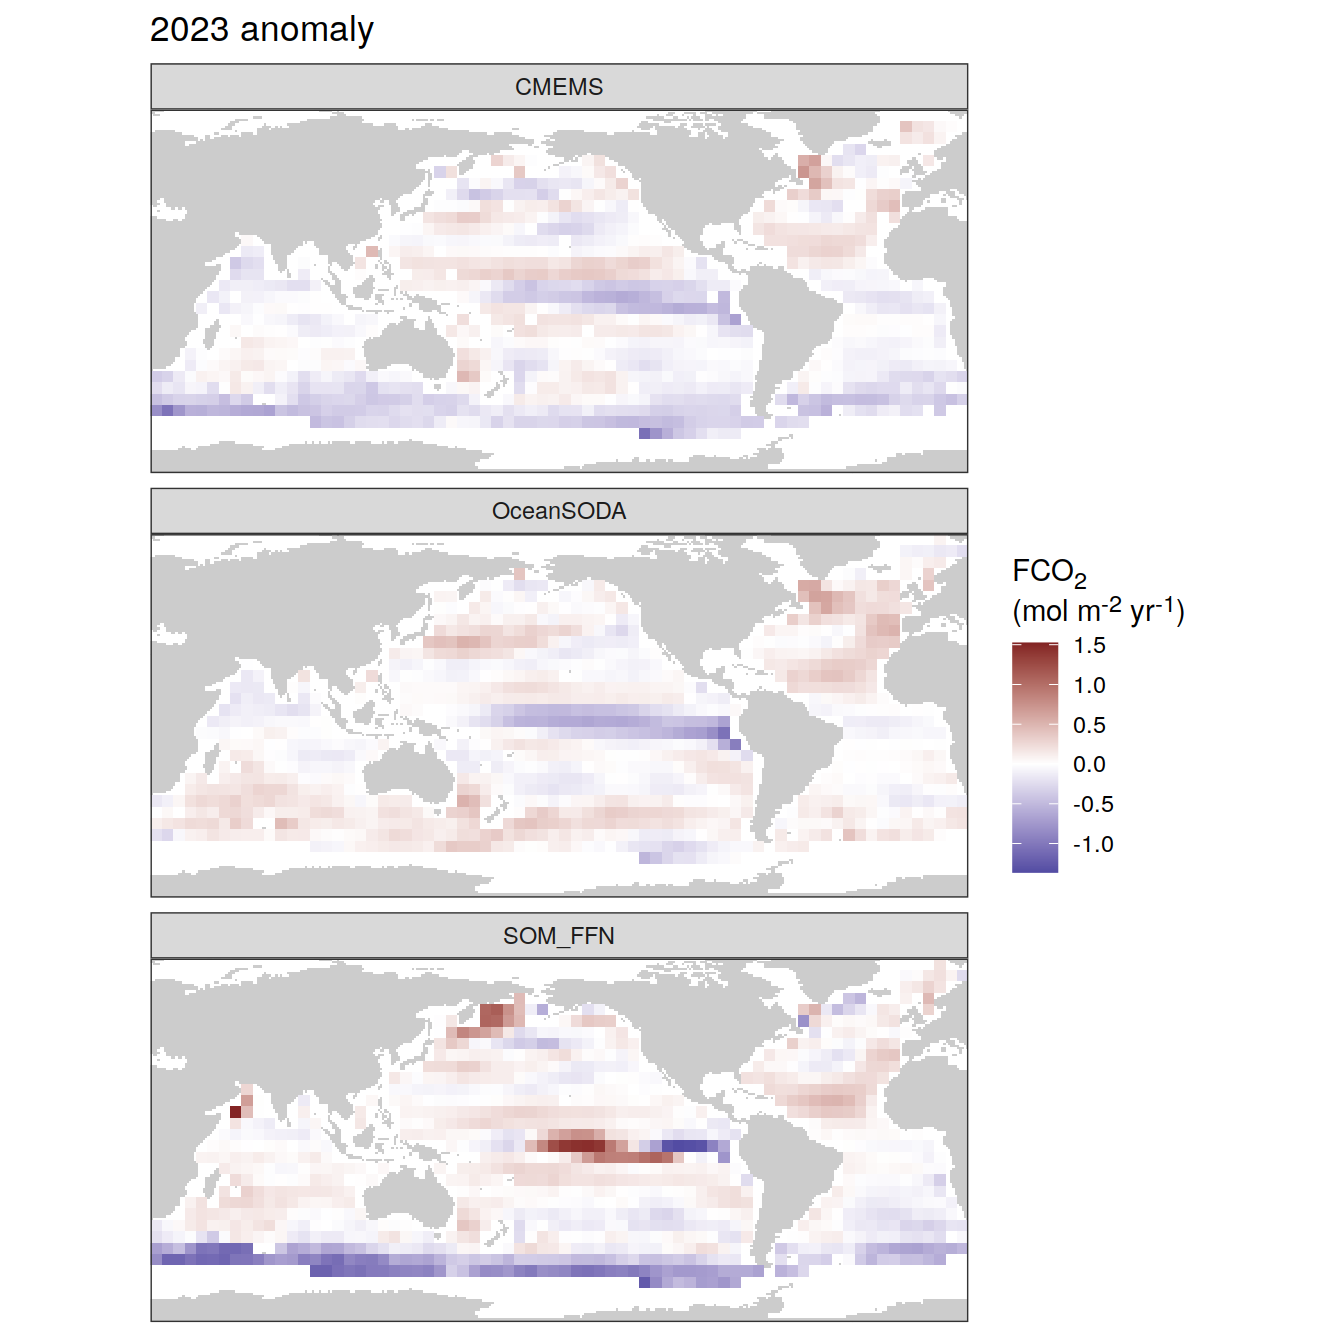 2023 anomaly
CMEMS
OceanSODA
SOM_FFN
FCO₂
(mol m⁻² yr⁻¹)
1.5
1.0
0.5
0.0
-0.5
-1.0